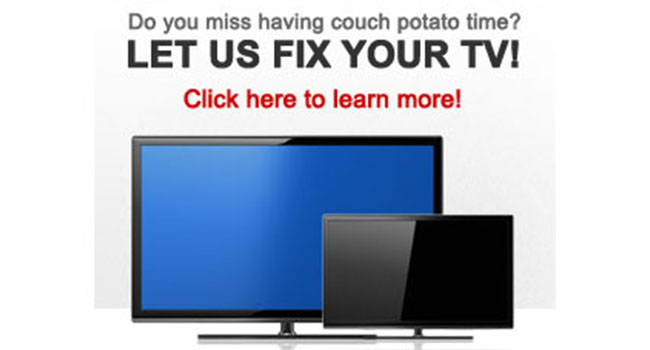 Do you miss having couch potato time?
LET US FIX YOUR TV!
Click here to learn more!